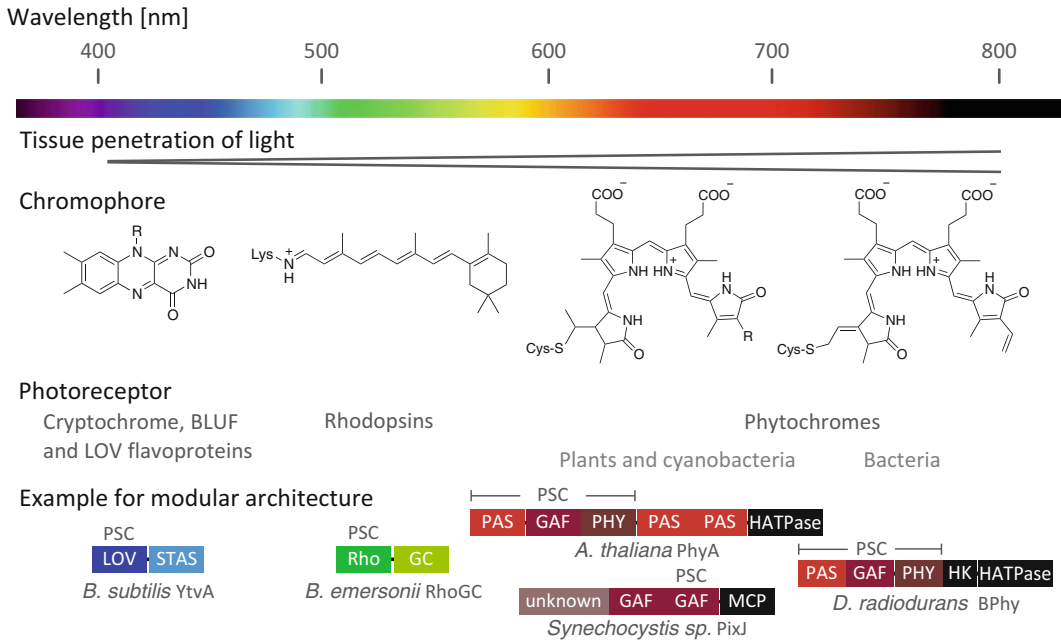 Wavelength [nm]
400 500 600 700 800
Tissue penetration of light
Chromophore
COO⁻ COO⁻ COO⁻ COO⁻
R
N N O
NH
N
O
Lys N⁺
H
NH HN⁺
H
N O
NH
R
Cys-S O
NH HN⁺
H
N O
NH
Cys-S O
Photoreceptor
Cryptochrome, BLUF
and LOV flavoproteins
Rhodopsins
Phytochromes
Plants and cyanobacteria Bacteria
Example for modular architecture
PSC
LOV STAS
B. subtilis YtvA
PSC
Rho GC
B. emersonii RhoGC
PSC
PAS GAF PHY PAS PAS HATPase
A. thaliana PhyA
PSC
unknown GAF GAF MCP
Synechocystis sp. PixJ
PSC
PAS GAF PHY HK HATPase
D. radiodurans BPhy